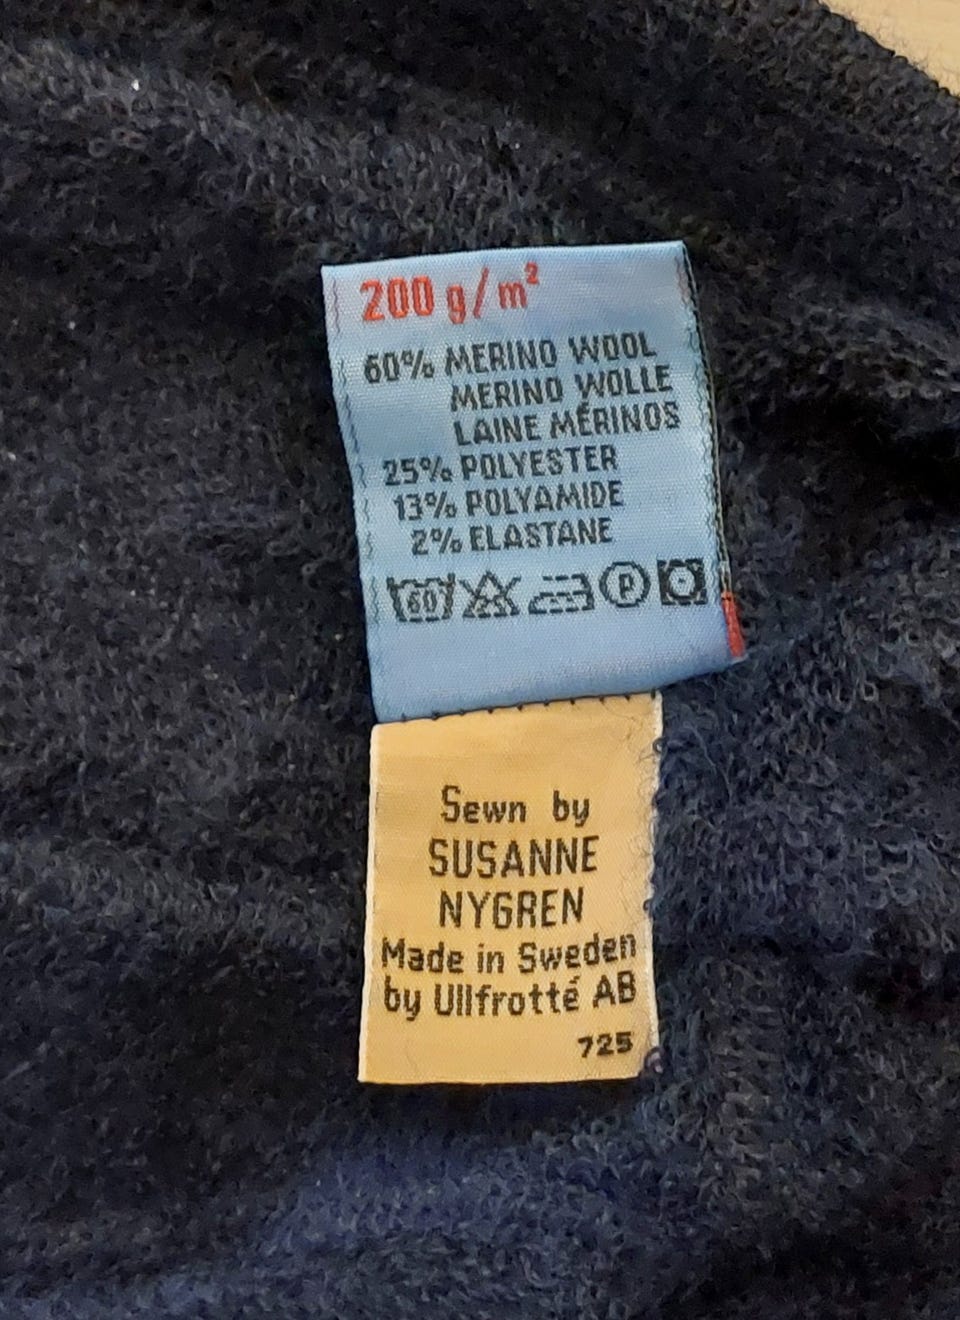 200 g/m²
60% MERINO WOOL
MERINO WOLLE
LAINE MÉRINOS
25% POLYESTER
13% POLYAMIDE
2% ELASTANE
60 P
Sewn by
SUSANNE
NYGREN
Made in Sweden
by Ullfrotté AB
725